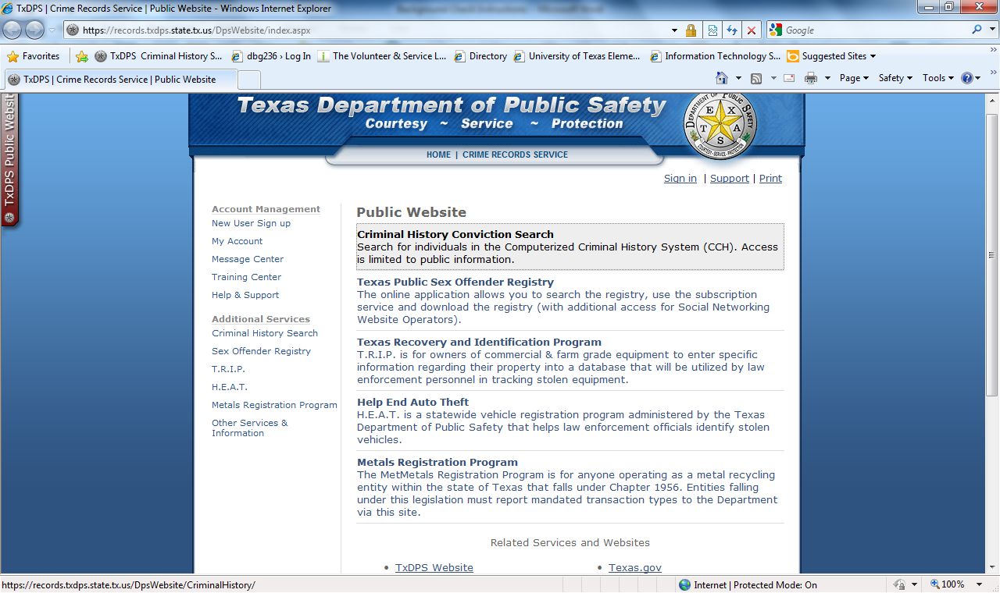 TxDPS | Crime Records Service | Public Website - Windows Internet Explorer
https://records.txdps.state.tx.us/DpsWebsite/index.aspx
Google
Favorites
TxDPS Criminal History S...
dbg236 › Log In
The Volunteer & Service L...
Directory
University of Texas Eleme...
Information Technology S...
Suggested Sites
TxDPS | Crime Records Service | Public Website
Page
Safety
Tools
TxDPS Public Websit
Texas Department of Public Safety
Courtesy ~ Service ~ Protection
DEPARTMENT OF PUBLIC SAFETY
TEXAS
COURTESY·SERVICE·PROTECTION
HOME | CRIME RECORDS SERVICE
Sign in | Support | Print
Account Management
New User Sign up
My Account
Message Center
Training Center
Help & Support
Additional Services
Criminal History Search
Sex Offender Registry
T.R.I.P.
H.E.A.T.
Metals Registration Program
Other Services &
Information
Public Website
Criminal History Conviction Search
Search for individuals in the Computerized Criminal History System (CCH). Access
is limited to public information.
Texas Public Sex Offender Registry
The online application allows you to search the registry, use the subscription
service and download the registry (with additional access for Social Networking
Website Operators).
Texas Recovery and Identification Program
T.R.I.P. is for owners of commercial & farm grade equipment to enter specific
information regarding their property into a database that will be utilized by law
enforcement personnel in tracking stolen equipment.
Help End Auto Theft
H.E.A.T. is a statewide vehicle registration program administered by the Texas
Department of Public Safety that helps law enforcement officials identify stolen
vehicles.
Metals Registration Program
The MetMetals Registration Program is for anyone operating as a metal recycling
entity within the state of Texas that falls under Chapter 1956. Entities falling
under this legislation must report mandated transaction types to the Department
via this site.
Related Services and Websites
• TxDPS Website
• Texas.gov
https://records.txdps.state.tx.us/DpsWebsite/CriminalHistory/
Internet | Protected Mode: On
100%